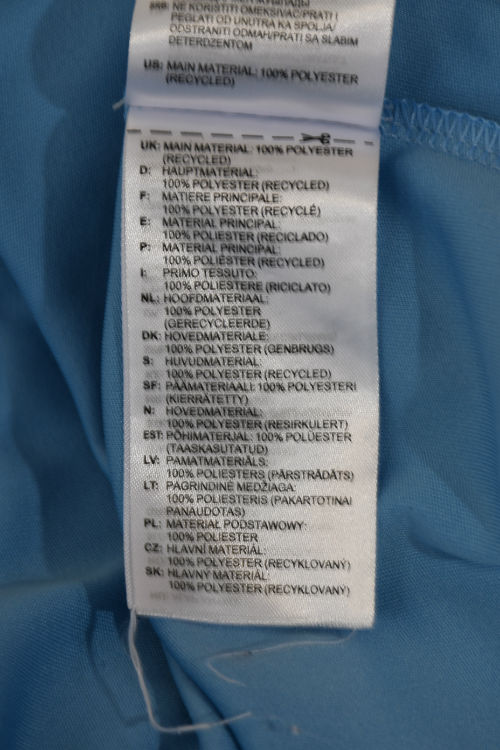 SRB: NE KORISTITI OMEKSIVAC/PRATI I
PEGLATI OD UNUTRA KA SPOLJA/
ODSTRANITI ODMAH/PRATI SA SLABIM
DETERDZENTOM
US: MAIN MATERIAL: 100% POLYESTER
(RECYCLED)
UK: MAIN MATERIAL: 100% POLYESTER
(RECYCLED)
D: HAUPTMATERIAL:
100% POLYESTER (RECYCLED)
F: MATIERE PRINCIPALE:
100% POLYESTER (RECYCLÉ)
E: MATERIAL PRINCIPAL:
100% POLIÉSTER (RECICLADO)
P: MATERIAL PRINCIPAL:
100% POLIÉSTER (RECYCLED)
I: PRIMO TESSUTO:
100% POLIESTERE (RICICLATO)
NL: HOOFDMATERIAAL:
100% POLYESTER
(GERECYCLEERDE)
DK: HOVEDMATERIALE:
100% POLYESTER (GENBRUGS)
S: HUVUDMATERIAL:
100% POLYESTER (RECYCLED)
SF: PÄÄMATERIAALI: 100% POLYESTERI
(KIERRÄTETTY)
N: HOVEDMATERIAL:
100% POLYESTER (RESIRKULERT)
EST: PÕHIMATERJAL: 100% POLÜESTER
(TAASKASUTATUD)
LV: PAMATMATERIĀLS:
100% POLIESTERS (PĀRSTRĀDĀTS)
LT: PAGRINDINĖ MEDŽIAGA:
100% POLIESTERIS (PAKARTOTINAI
PANAUDOTAS)
PL: MATERIAŁ PODSTAWOWY:
100% POLIESTER
CZ: HLAVNÍ MATERIÁL:
100% POLYESTER (RECYKLOVANÝ)
SK: HLAVNÝ MATERIÁL:
100% POLYESTER (RECYKLOVANÝ)